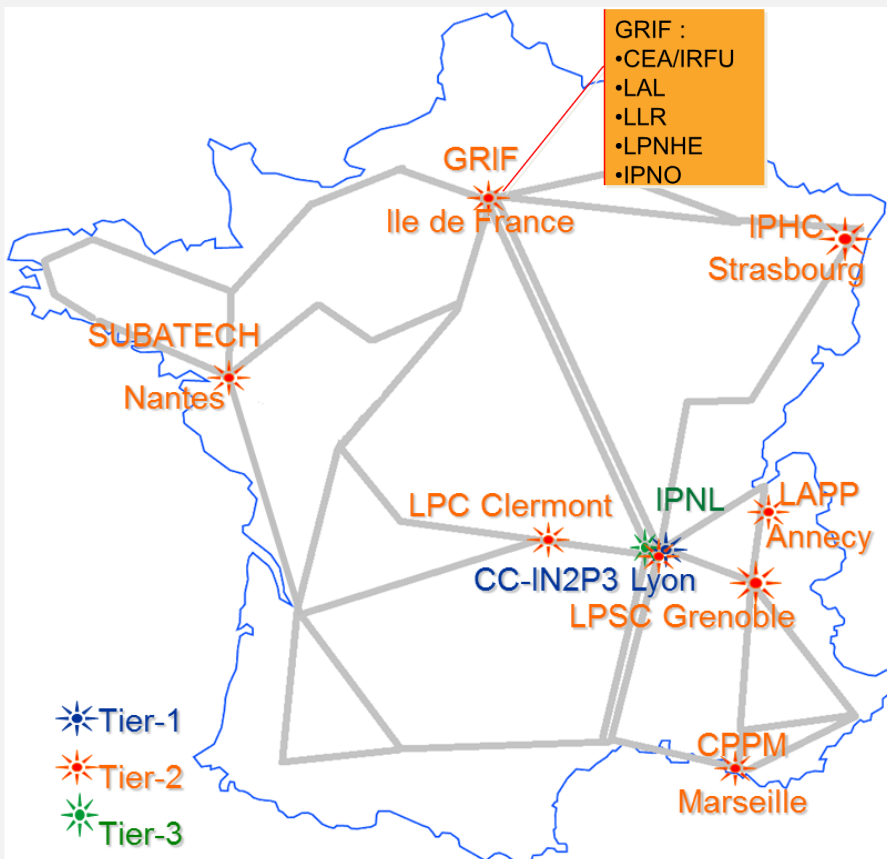 GRIF :
•CEA/IRFU
•LAL
•LLR
•LPNHE
•IPNO
GRIF
Ile de France
IPHC
Strasbourg
SUBATECH
Nantes
LPC Clermont
IPNL
LAPP
Annecy
CC-IN2P3 Lyon
LPSC Grenoble
CPPM
Marseille
Tier-1
Tier-2
Tier-3